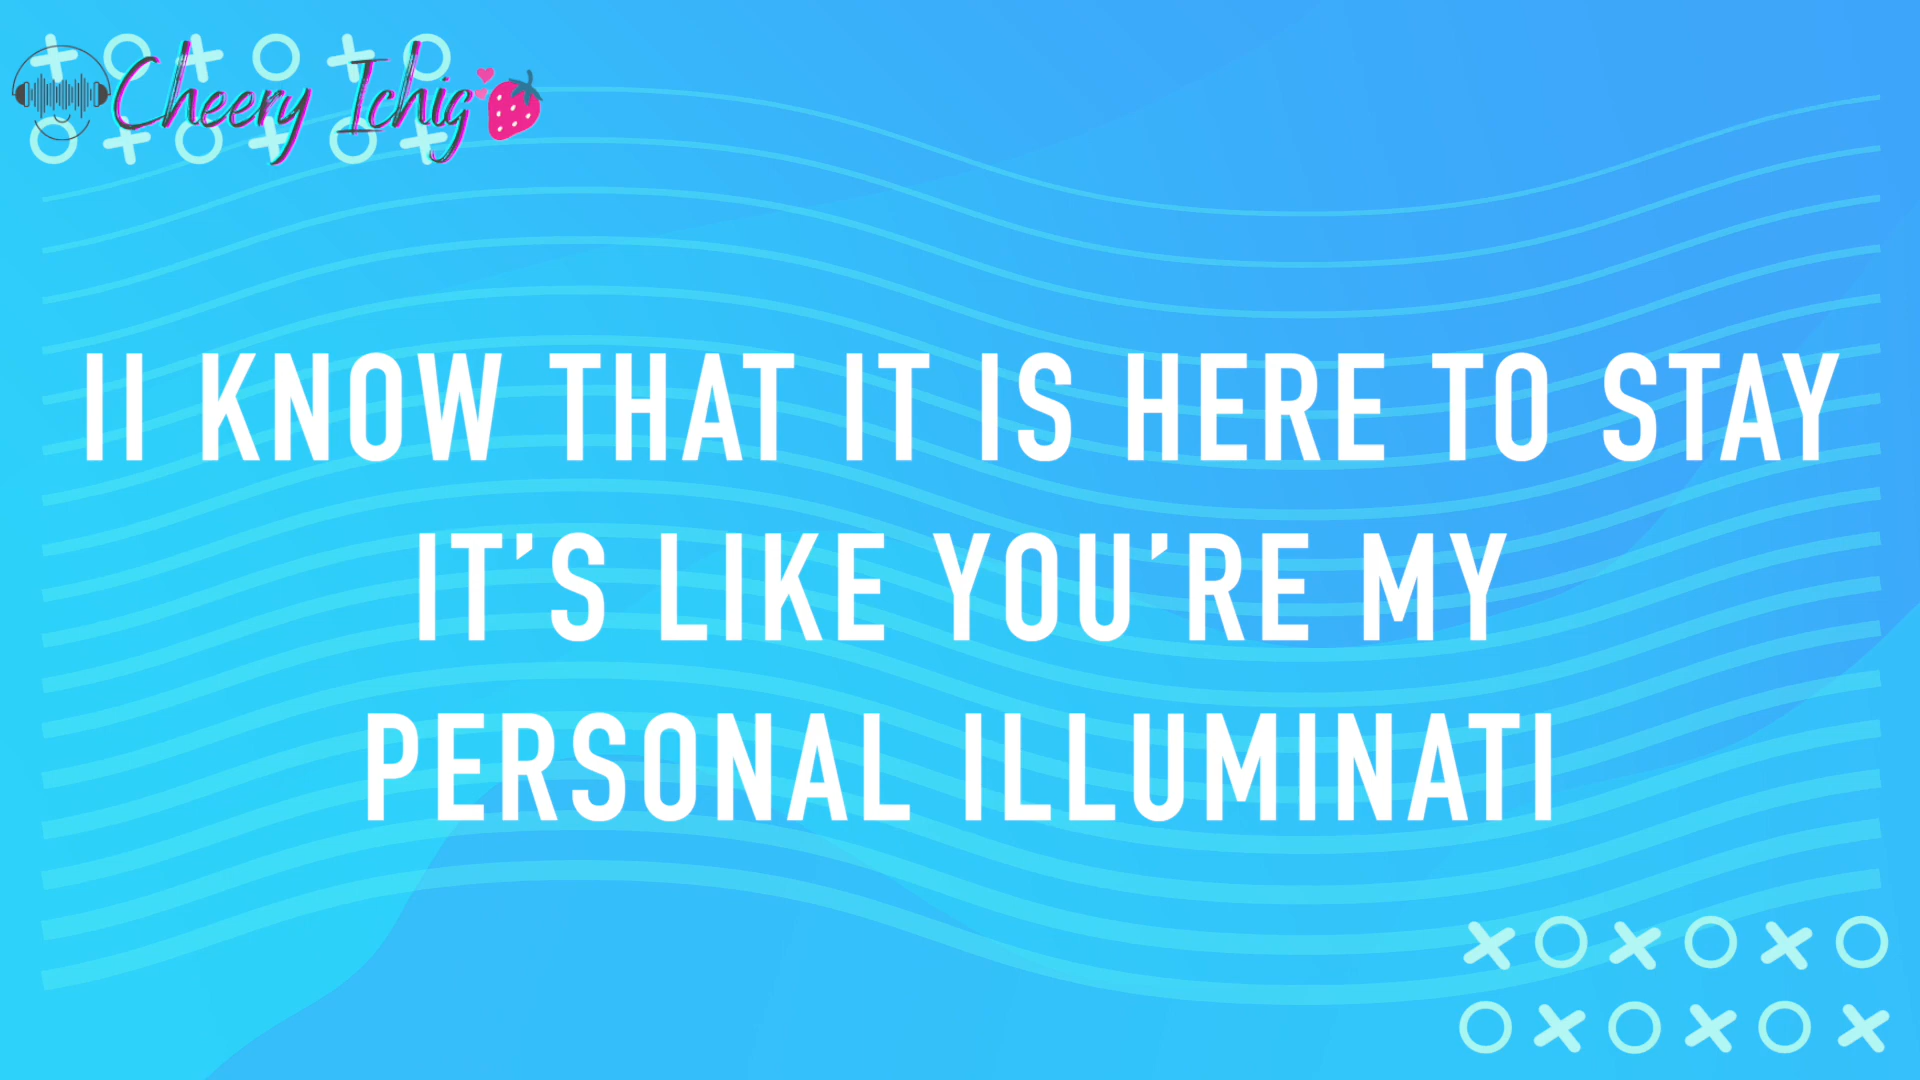 Cheery Ichig
II KNOW THAT IT IS HERE TO STAY
IT’S LIKE YOU’RE MY
PERSONAL ILLUMINATI